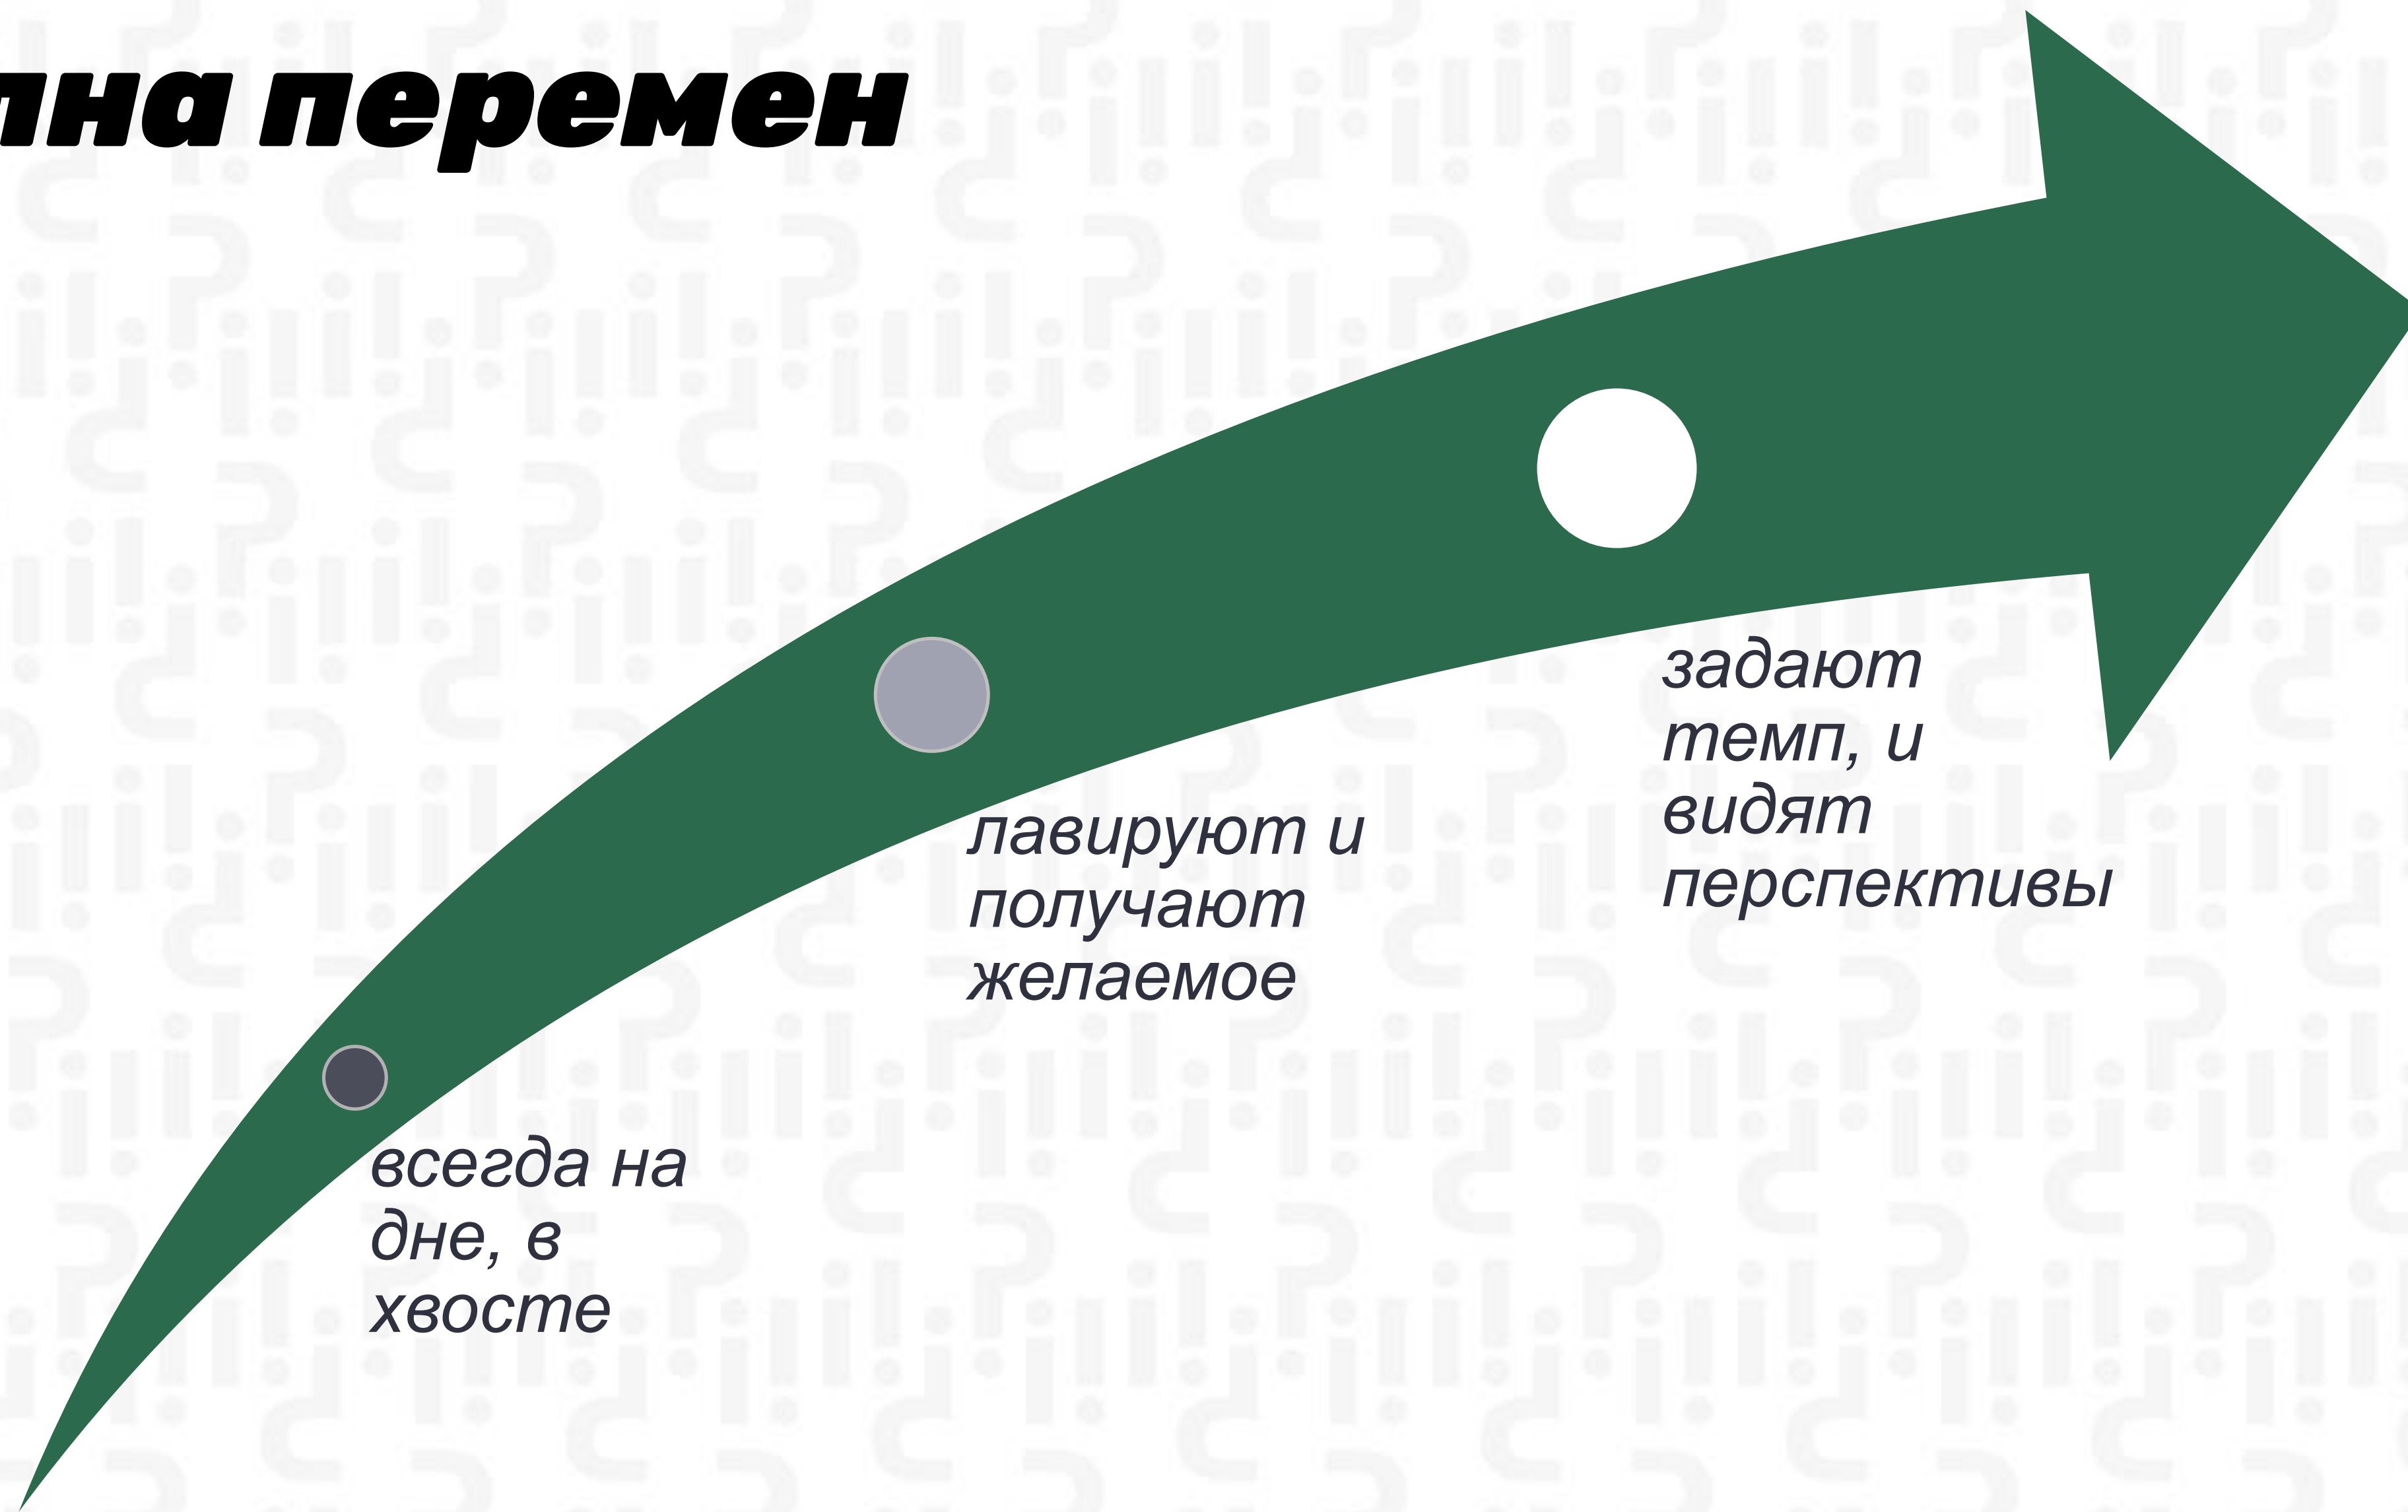 лна перемен
задают
темп, и
видят
перспективы
лавируют и
получают
желаемое
всегда на
дне, в
хвосте